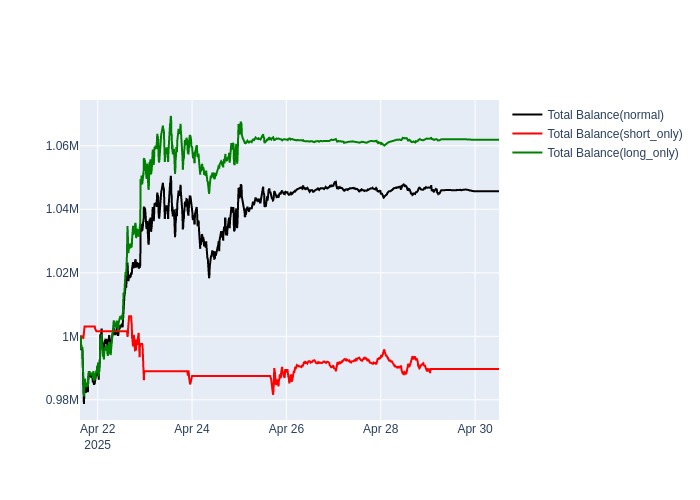 Total Balance(normal)
Total Balance(short_only)
Total Balance(long_only)
1.06M
1.04M
1.02M
1M
0.98M
Apr 22
2025
Apr 24
Apr 26
Apr 28
Apr 30